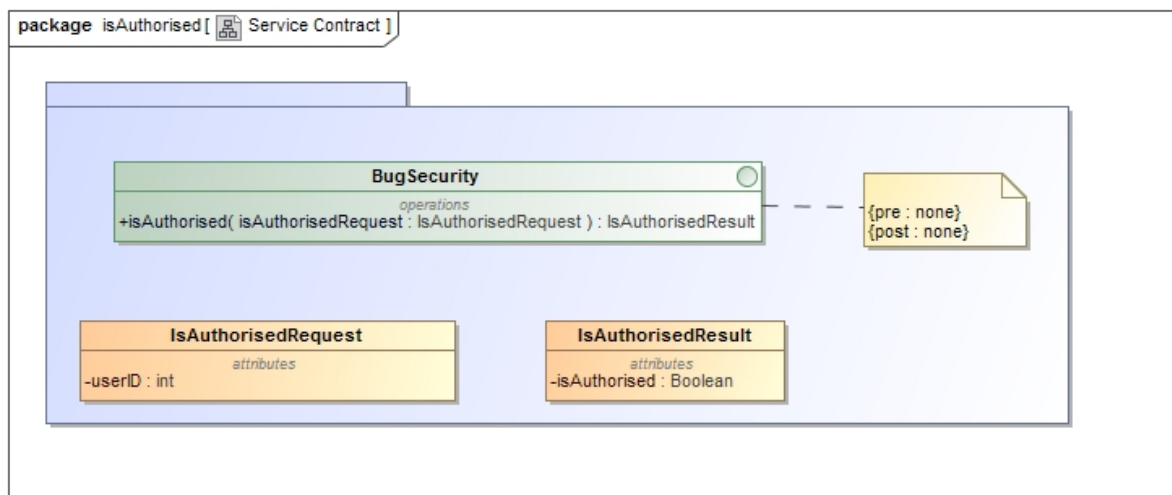 package isAuthorised [ Service Contract ]
BugSecurity
operations
+isAuthorised( isAuthorisedRequest : IsAuthorisedRequest ) : IsAuthorisedResult
{pre : none}
{post : none}
IsAuthorisedRequest
attributes
-userID : int
IsAuthorisedResult
attributes
-isAuthorised : Boolean